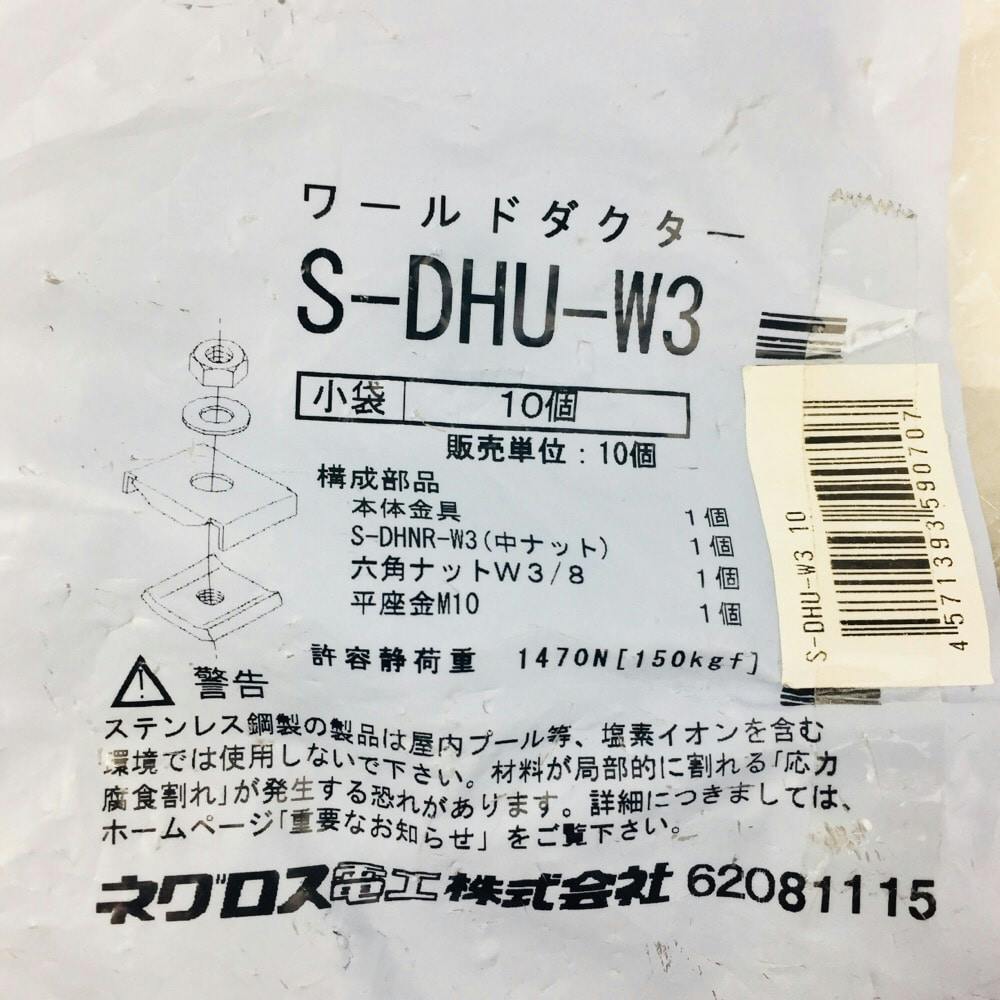 ワールドダクター
S-DHU-W3
小袋 10個
販売単位：10個
構成部品
本体金具 1個
S-DHNR-W3(中ナット) 1個
六角ナットW3/8 1個
平座金M10 1個
許容静荷重 1470N[150kgf]
警告
ステンレス鋼製の製品は屋内プール等、塩素イオンを含む
環境では使用しないで下さい。材料が局部的に割れる「応力
腐食割れ」が発生する恐れがあります。詳細につきましては、
ホームページ「重要なお知らせ」をご覧下さい。
ネグロス電工株式会社 62081115
S-DHU-W3 10
4571393590707